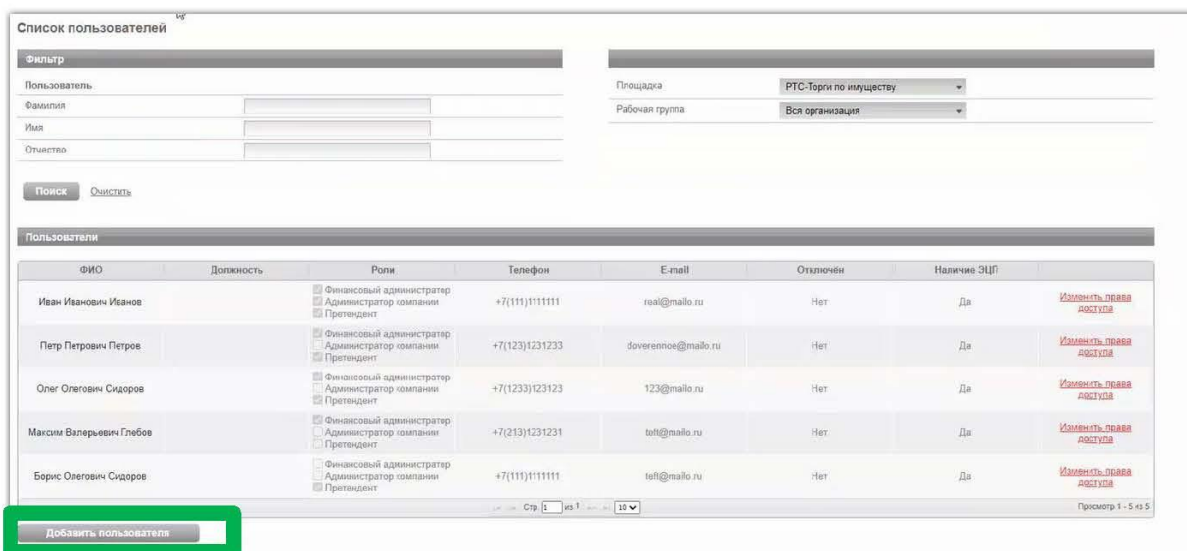 Список пользователей
Фильтр
Пользователь
Фамилия
Имя
Отчество
Площадка РТС-Торги по имуществу
Рабочая группа Вся организация
Поиск Очистить
Пользователи
ФИО Должность Роли Телефон E-mail Отключён Наличие ЭЦП
Иван Иванович Иванов Финансовый администратор Администратор компании Претендент +7(111)1111111 real@mailo.ru Нет Да Изменить права доступа
Петр Петрович Петров Финансовый администратор Администратор компании Претендент +7(123)1231233 doverennoe@mailo.ru Нет Да Изменить права доступа
Олег Олегович Сидоров Финансовый администратор Администратор компании Претендент +7(1233)123123 123@mailo.ru Нет Да Изменить права доступа
Максим Валерьевич Глебов Финансовый администратор Администратор компании Претендент +7(213)1231231 Нет Да Изменить права доступа
Борис Олегович Сидоров Финансовый администратор Администратор компании Претендент +7(111)1111111 Нет Да Изменить права доступа
Стр. 1 из 1 10 Просмотр 1 - 5 из 5
Добавить пользователя